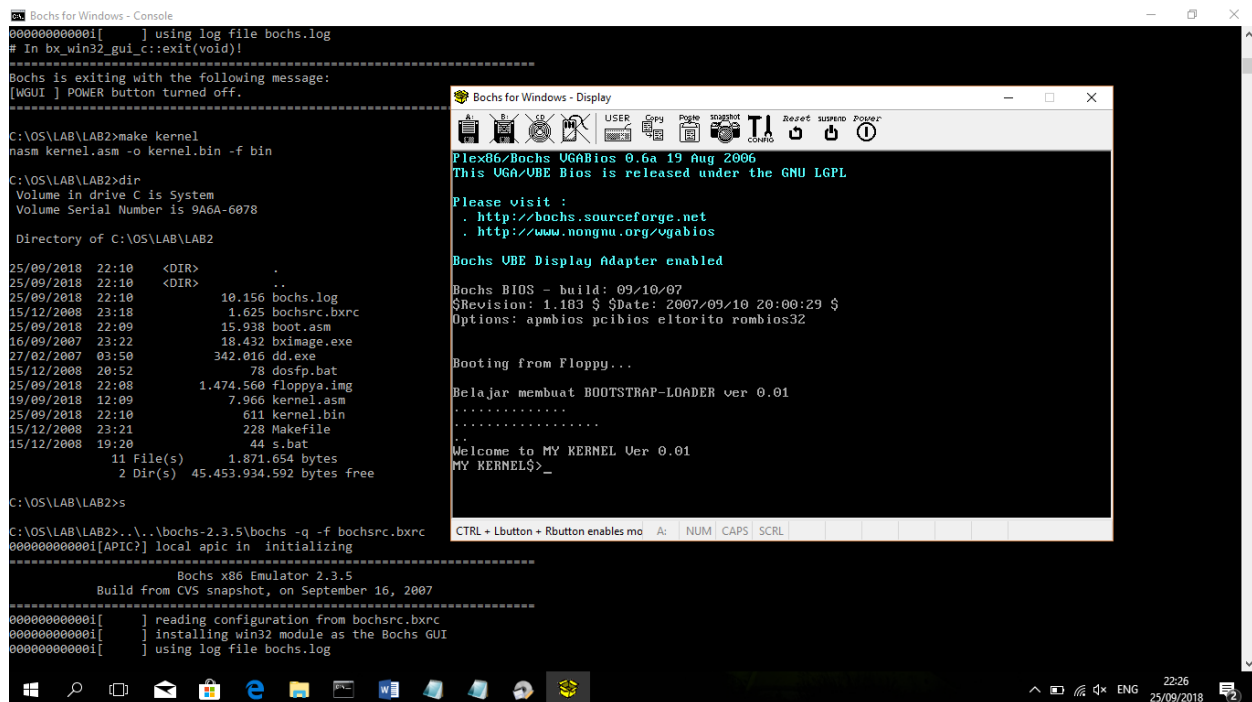 Bochs for Windows - Console
00000000000i[     ] using log file bochs.log
# In bx_win32_gui_c::exit(void)!
========================================================================
Bochs is exiting with the following message:
[WGUI ] POWER button turned off.
========================================================================
C:\OS\LAB\LAB2>make kernel
nasm kernel.asm -o kernel.bin -f bin
C:\OS\LAB\LAB2>dir
Volume in drive C is System
Volume Serial Number is 9A6A-6078
Directory of C:\OS\LAB\LAB2
25/09/2018  22:10    <DIR>          .
25/09/2018  22:10    <DIR>          ..
25/09/2018  22:10            10.156 bochs.log
15/12/2008  23:18             1.625 bochsrc.bxrc
25/09/2018  22:09            15.938 boot.asm
16/09/2007  23:22            18.432 bximage.exe
27/02/2007  03:50           342.016 dd.exe
15/12/2008  20:52                78 dosfp.bat
25/09/2018  22:08         1.474.560 floppya.img
19/09/2018  12:09             7.966 kernel.asm
25/09/2018  22:10               611 kernel.bin
15/12/2008  23:21               228 Makefile
15/12/2008  19:20                44 s.bat
11 File(s)      1.871.654 bytes
2 Dir(s)  45.453.934.592 bytes free
C:\OS\LAB\LAB2>s
C:\OS\LAB\LAB2>..\..\bochs-2.3.5\bochs -q -f bochsrc.bxrc
00000000000i[APIC?] local apic in  initializing
========================================================================
Bochs x86 Emulator 2.3.5
Build from CVS snapshot, on September 16, 2007
========================================================================
00000000000i[     ] reading configuration from bochsrc.bxrc
00000000000i[     ] installing win32 module as the Bochs GUI
00000000000i[     ] using log file bochs.log
Bochs for Windows - Display
A: B: CD USER Copy Paste snapshot CONFIG Reset SUSPEND Power
Plex86/Bochs VGABios 0.6a 19 Aug 2006
This VGA/VBE Bios is released under the GNU LGPL
Please visit :
. http://bochs.sourceforge.net
. http://www.nongnu.org/vgabios
Bochs VBE Display Adapter enabled
Bochs BIOS - build: 09/10/07
$Revision: 1.183 $ $Date: 2007/09/10 20:00:29 $
Options: apmbios pcibios eltorito rombios32
Booting from Floppy...
Belajar membuat BOOTSTRAP-LOADER ver 0.01
..............
..................
..
Welcome to MY KERNEL Ver 0.01
MY KERNEL$>_
CTRL + Lbutton + Rbutton enables mo A: NUM CAPS SCRL
ENG
22:26
25/09/2018
2